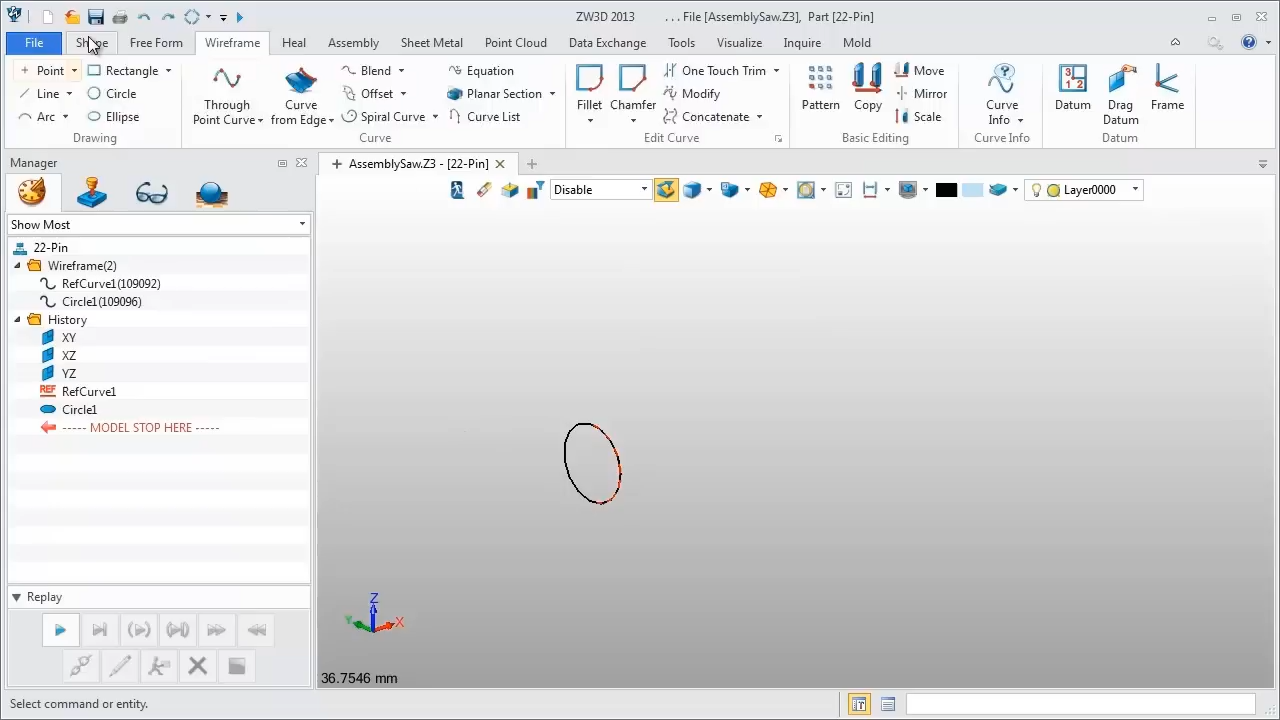 ZW3D 2013 . . . File [AssemblySaw.Z3], Part [22-Pin]
File Shape Free Form Wireframe Heal Assembly Sheet Metal Point Cloud Data Exchange Tools Visualize Inquire Mold
Point Rectangle
Line Circle
Arc Ellipse
Drawing
Through Point Curve
Curve from Edge
Blend Equation
Offset Planar Section
Spiral Curve Curve List
Curve
Fillet Chamfer
One Touch Trim
Modify
Concatenate
Edit Curve
Pattern Copy
Move
Mirror
Scale
Basic Editing
Curve Info
Curve Info
Datum
Drag Datum
Frame
Datum
Manager
AssemblySaw.Z3 - [22-Pin]
Disable
Layer0000
Show Most
22-Pin
Wireframe(2)
RefCurve1(109092)
Circle1(109096)
History
XY
XZ
YZ
REF RefCurve1
Circle1
----- MODEL STOP HERE -----
Replay
Z
Y
X
36.7546 mm
Select command or entity.